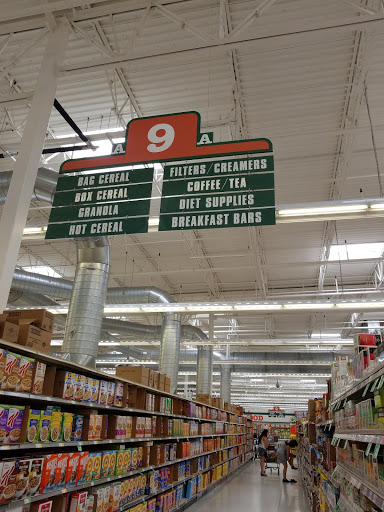 A 9 A
BAG CEREAL
BOX CEREAL
GRANOLA
HOT CEREAL
FILTERS/CREAMERS
COFFEE/TEA
DIET SUPPLIES
BREAKFAST BARS